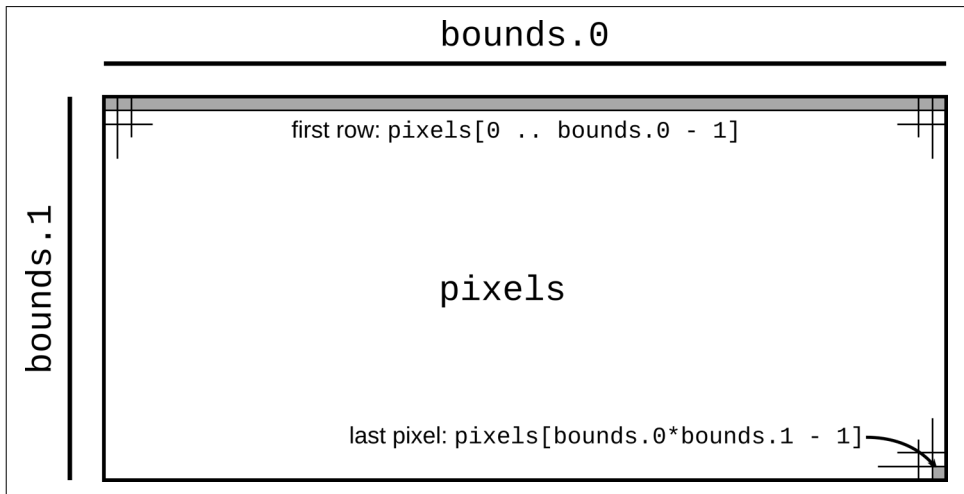 bounds.0
bounds.1
first row: pixels[0 .. bounds.0 - 1]
pixels
last pixel: pixels[bounds.0*bounds.1 - 1]